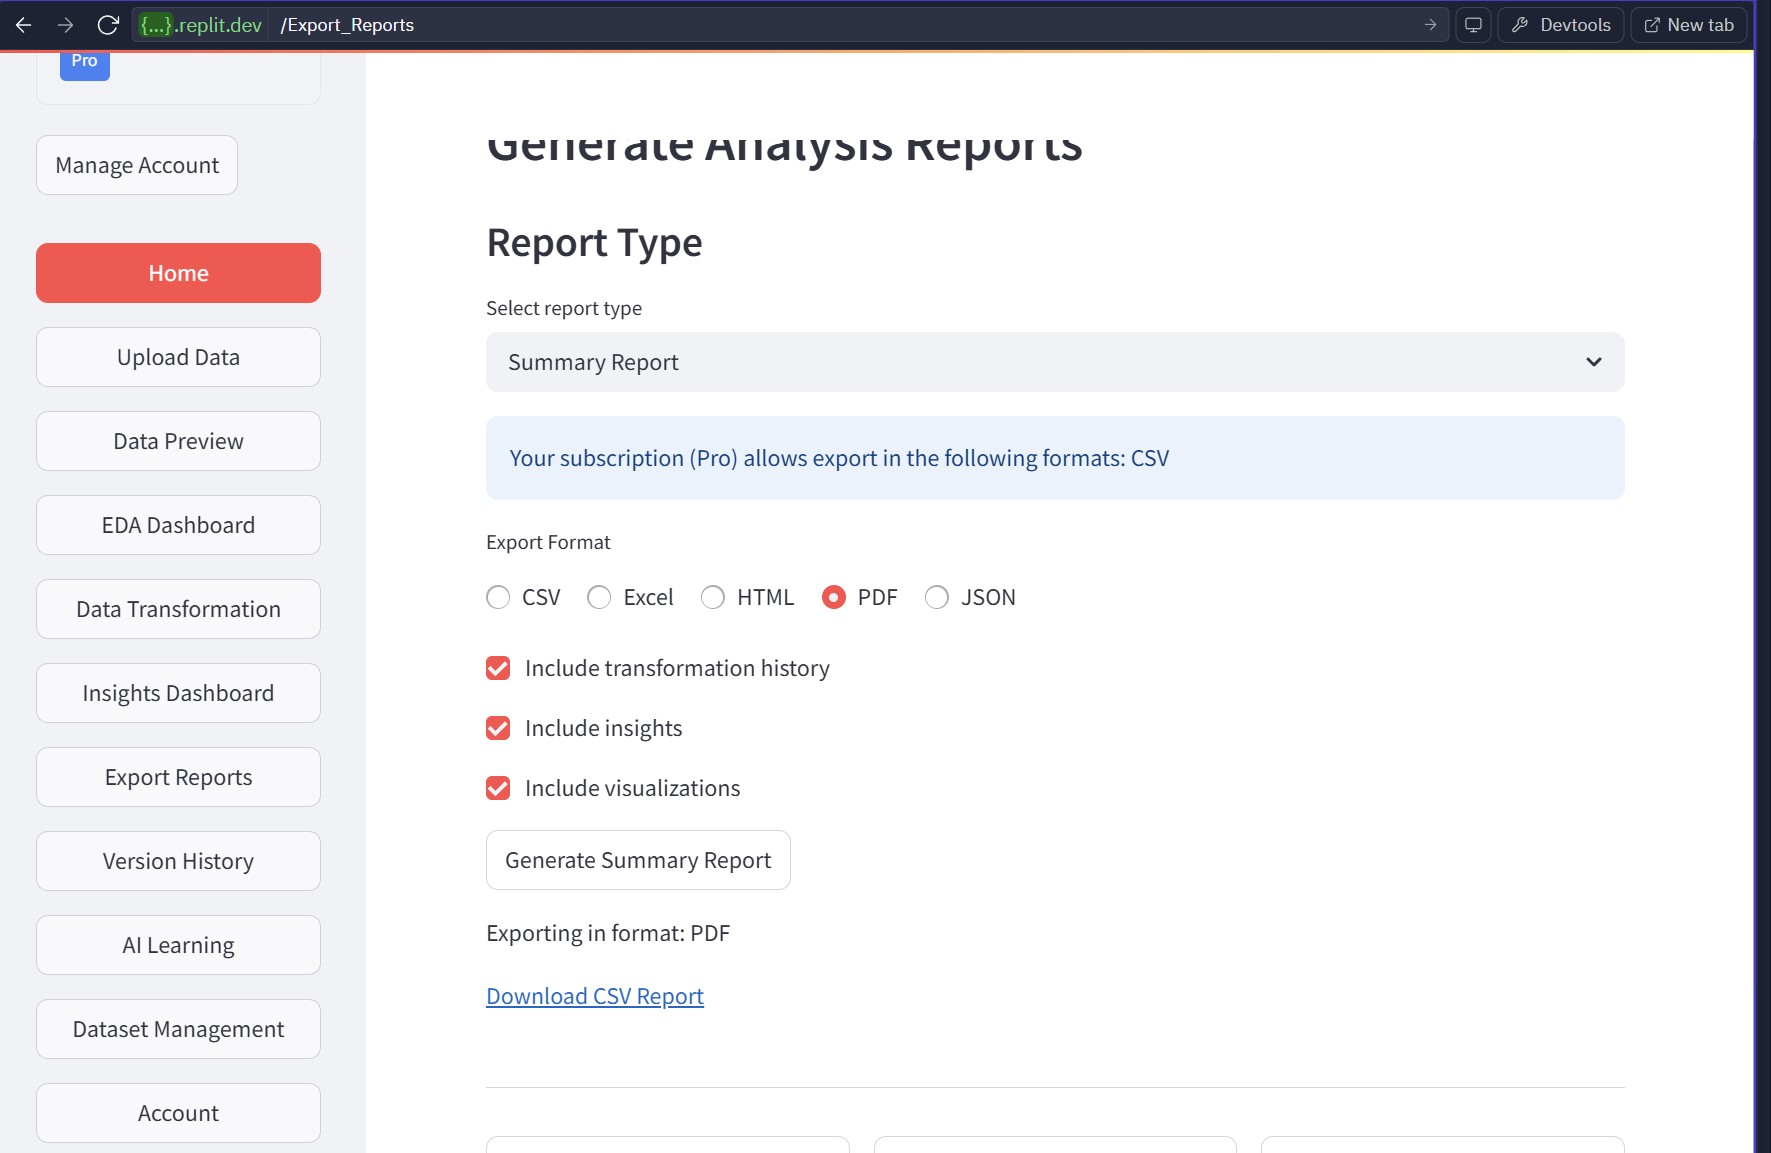 {...}.replit.dev /Export_Reports
Devtools
New tab
Pro
Manage Account
Home
Upload Data
Data Preview
EDA Dashboard
Data Transformation
Insights Dashboard
Export Reports
Version History
AI Learning
Dataset Management
Account
Generate Analysis Reports
Report Type
Select report type
Summary Report
Your subscription (Pro) allows export in the following formats: CSV
Export Format
CSV Excel HTML PDF JSON
Include transformation history
Include insights
Include visualizations
Generate Summary Report
Exporting in format: PDF
Download CSV Report